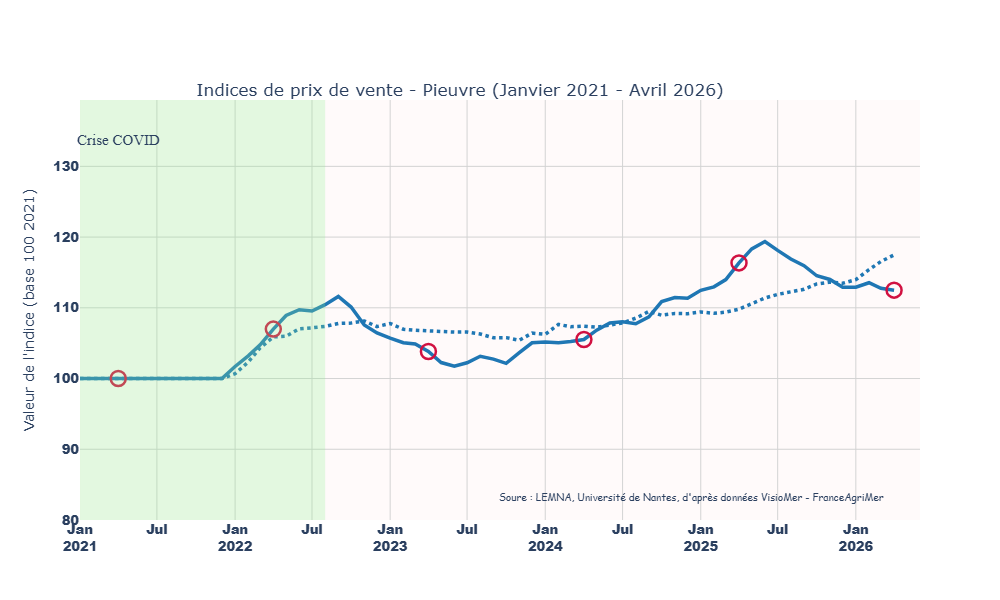 Indices de prix de vente - Pieuvre (Janvier 2021 - Avril 2026)
Crise COVID
Valeur de l'indice (base 100 2021)
130
120
110
100
90
80
Soure : LEMNA, Université de Nantes, d'après données VisioMer - FranceAgriMer
Jan Jul Jan Jul Jan Jul Jan Jul Jan Jul Jan
2021 2022 2023 2024 2025 2026